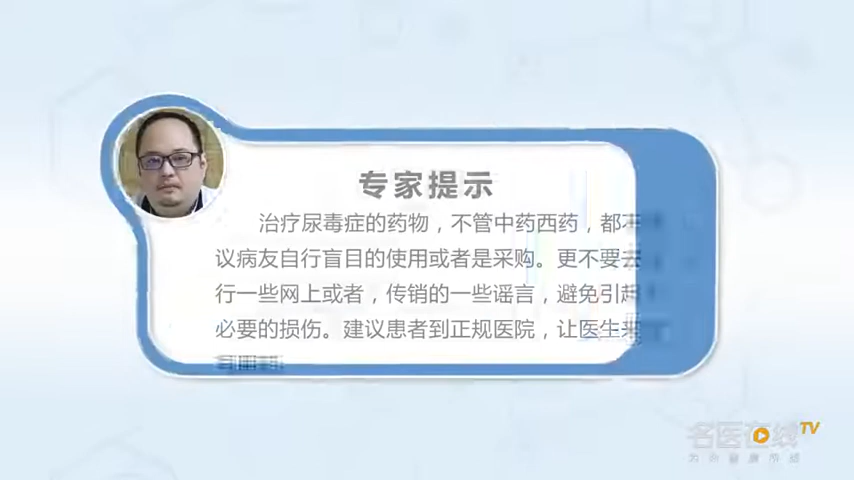 专家提示
治疗尿毒症的药物，不管中药西药，都不
议病友自行盲目的使用或者是采购。更不要去
行一些网上或者，传销的一些谣言，避免引起
必要的损伤。建议患者到正规医院，让医生来
名医在线TV